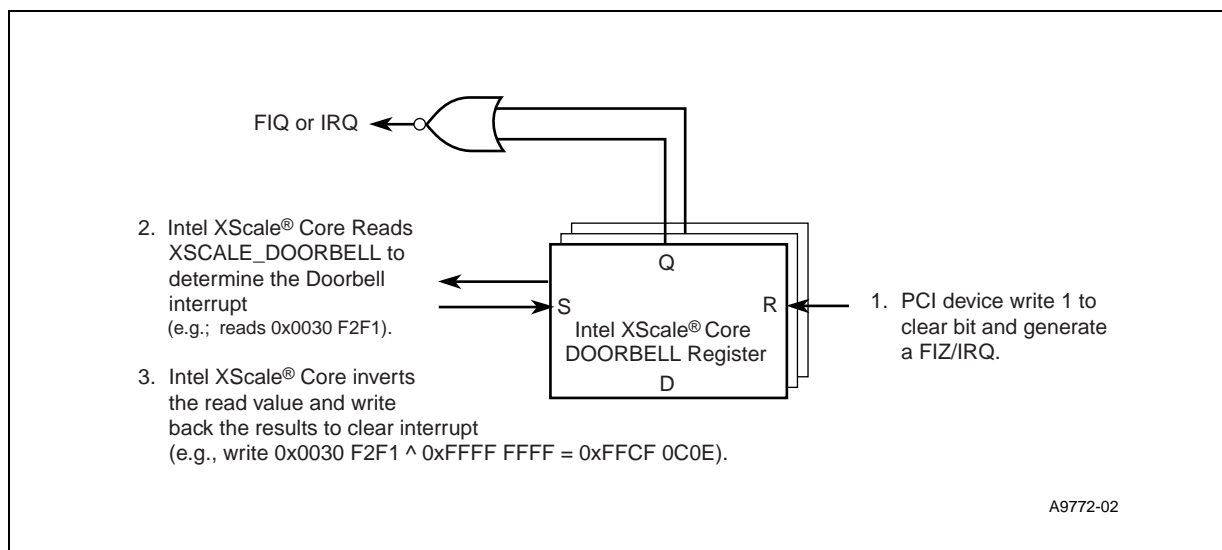 FIQ or IRQ
2. Intel XScale® Core Reads
XSCALE_DOORBELL to
determine the Doorbell
interrupt
(e.g.; reads 0x0030 F2F1).
Q
S
R
Intel XScale® Core
DOORBELL Register
D
1. PCI device write 1 to
clear bit and generate
a FIZ/IRQ.
3. Intel XScale® Core inverts
the read value and write
back the results to clear interrupt
(e.g., write 0x0030 F2F1 ^ 0xFFFF FFFF = 0xFFCF 0C0E).
A9772-02